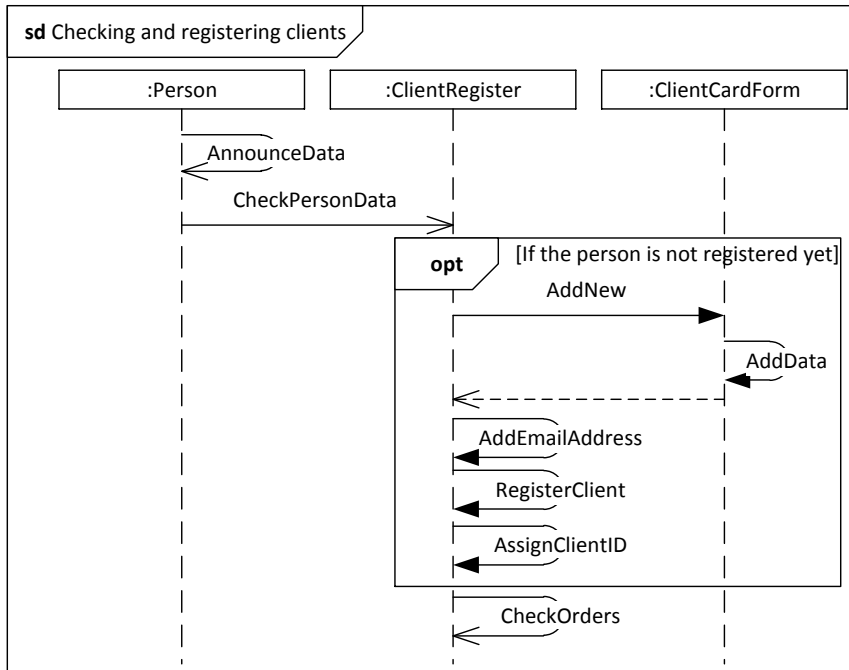 sd Checking and registering clients
:Person
:ClientRegister
:ClientCardForm
AnnounceData
CheckPersonData
opt
[If the person is not registered yet]
AddNew
AddData
AddEmailAddress
RegisterClient
AssignClientID
CheckOrders